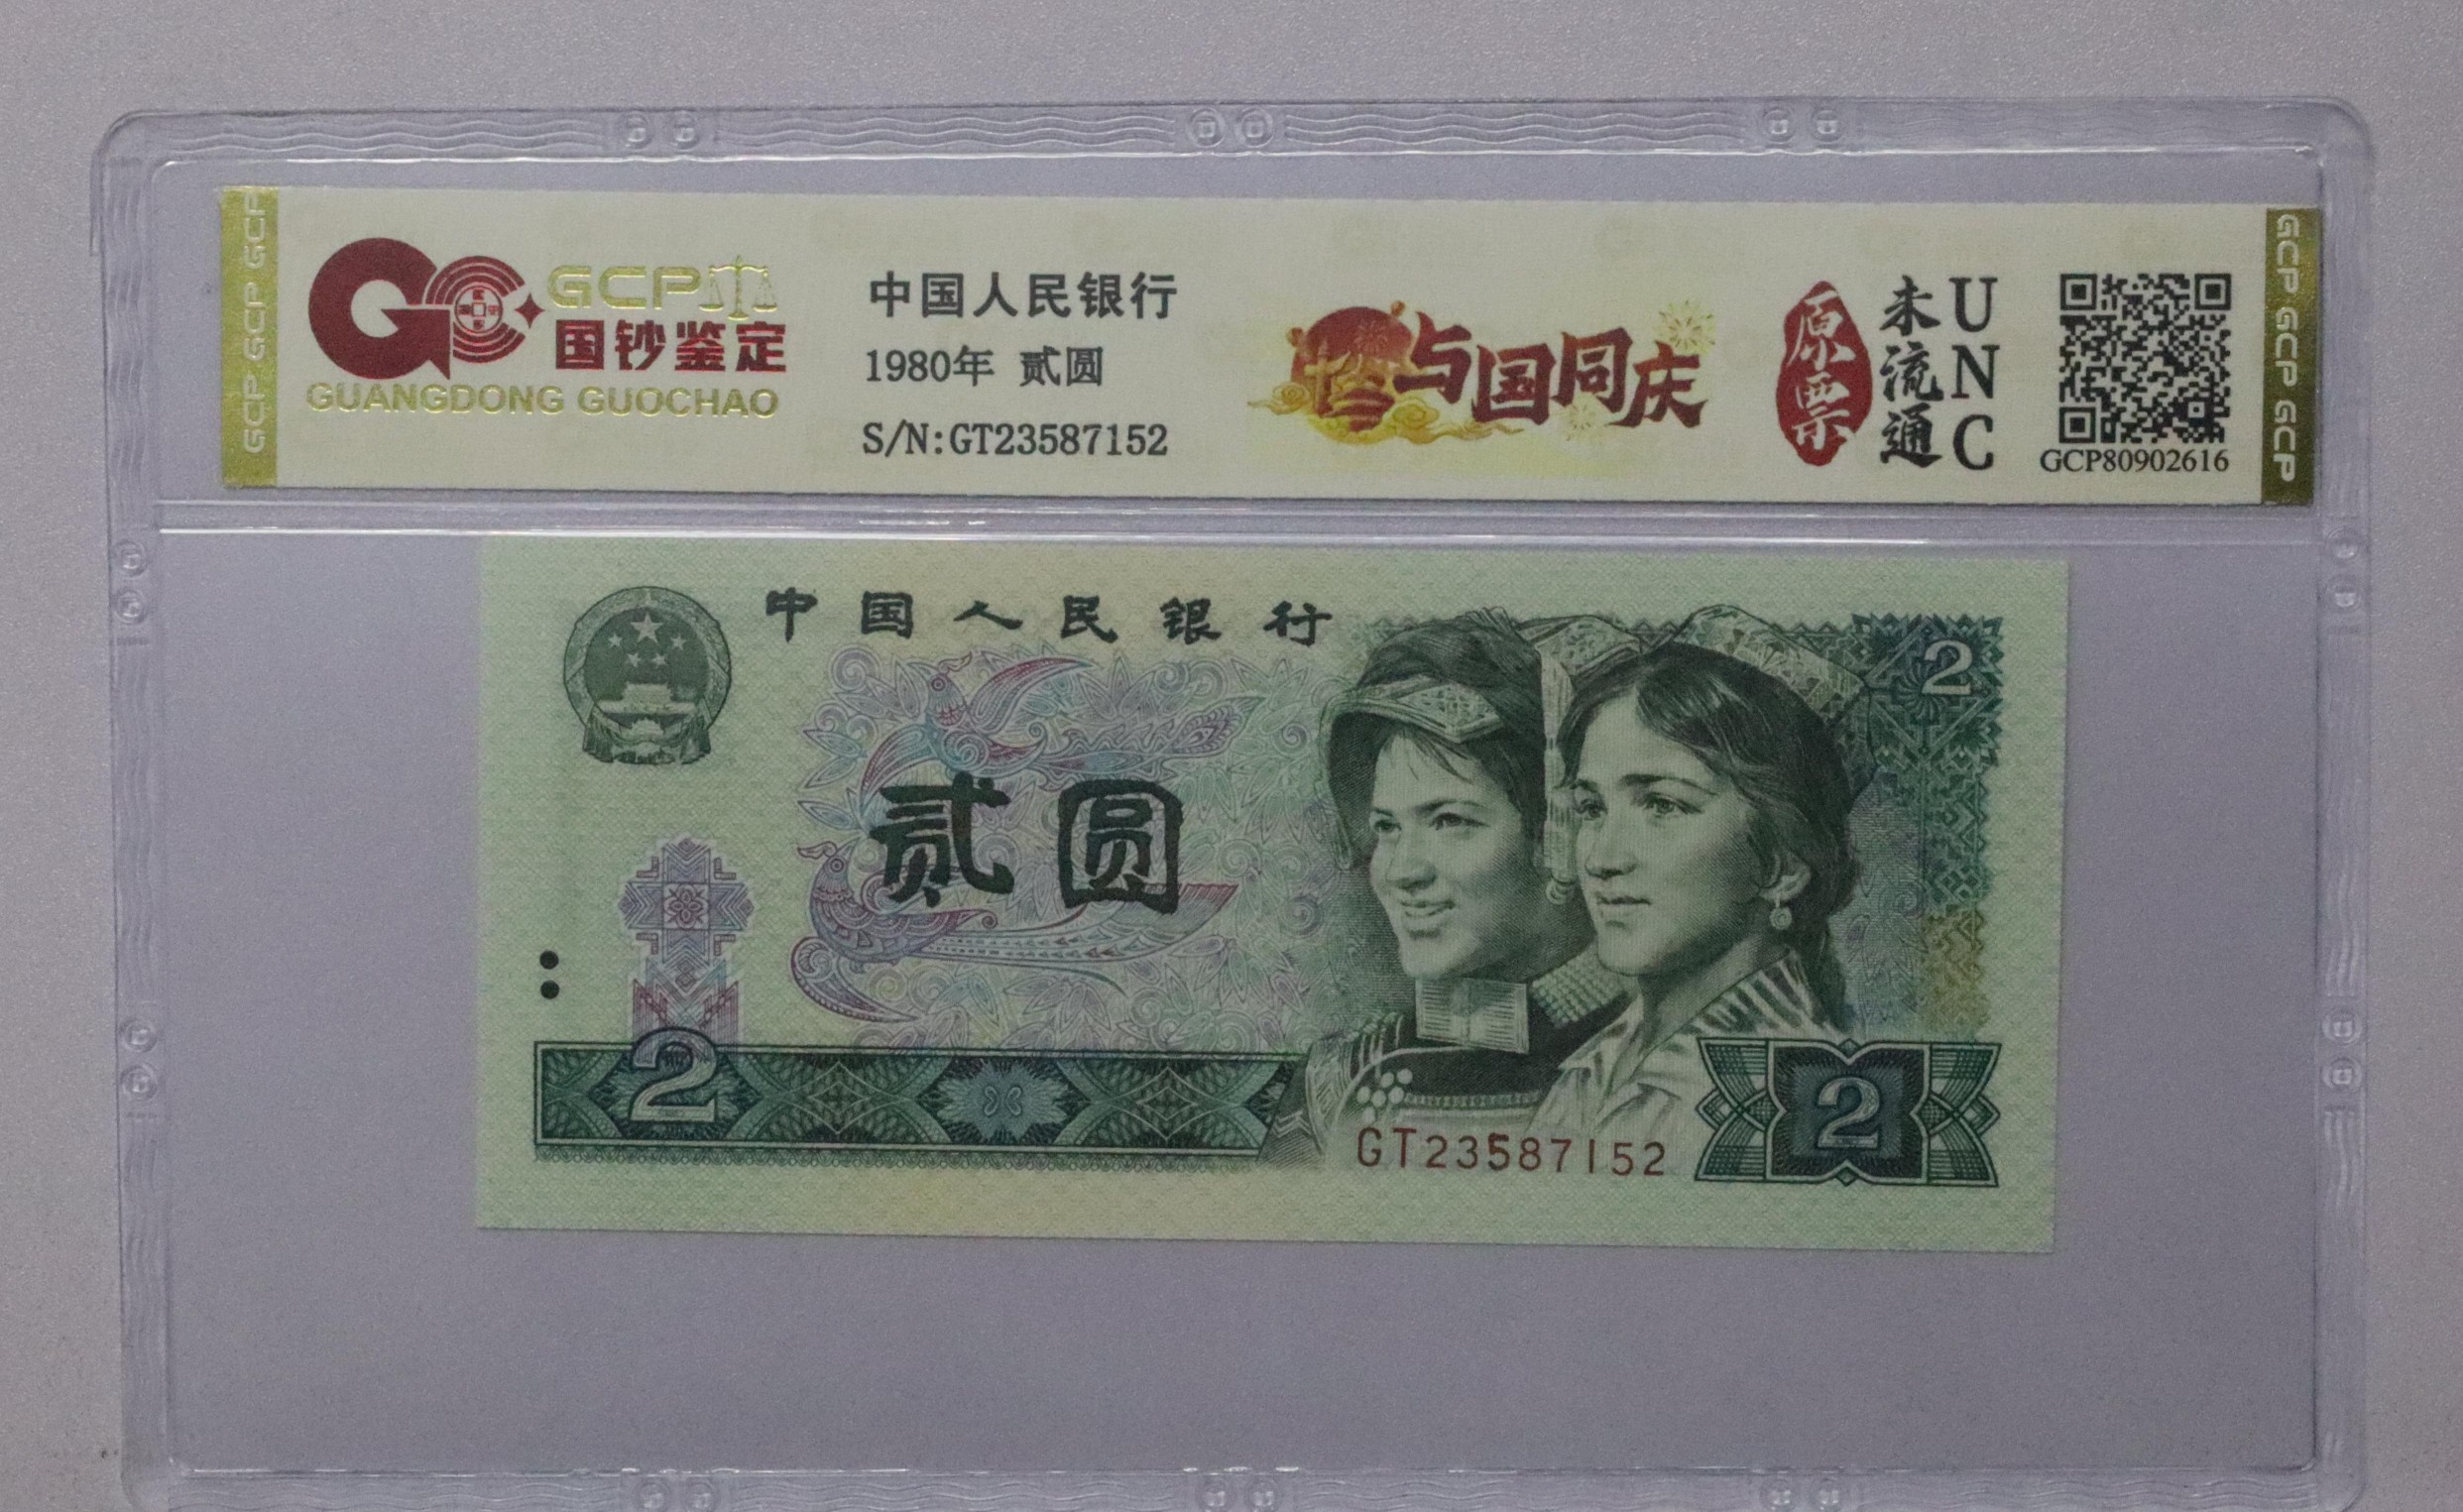 GCP GCP GCP
GCP
国钞鉴定
GUANGDONG GUOCHAO
中国人民银行
1980年 贰圆
S/N:GT23587152
与国同庆
原票
未流通
UNC
GCP80902616
GCP GCP GCP
中国人民银行
2
贰圆
2
2
GT23587152